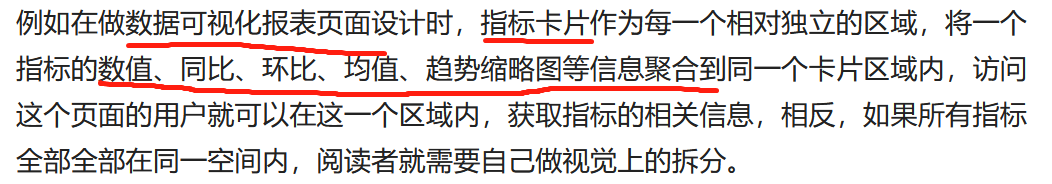 例如在做数据可视化报表页面设计时，指标卡片作为每一个相对独立的区域，将一个
指标的数值、同比、环比、均值、趋势缩略图等信息聚合到同一个卡片区域内，访问
这个页面的用户就可以在这一个区域内，获取指标的相关信息，相反，如果所有指标
全部全部在同一空间内，阅读者就需要自己做视觉上的拆分。